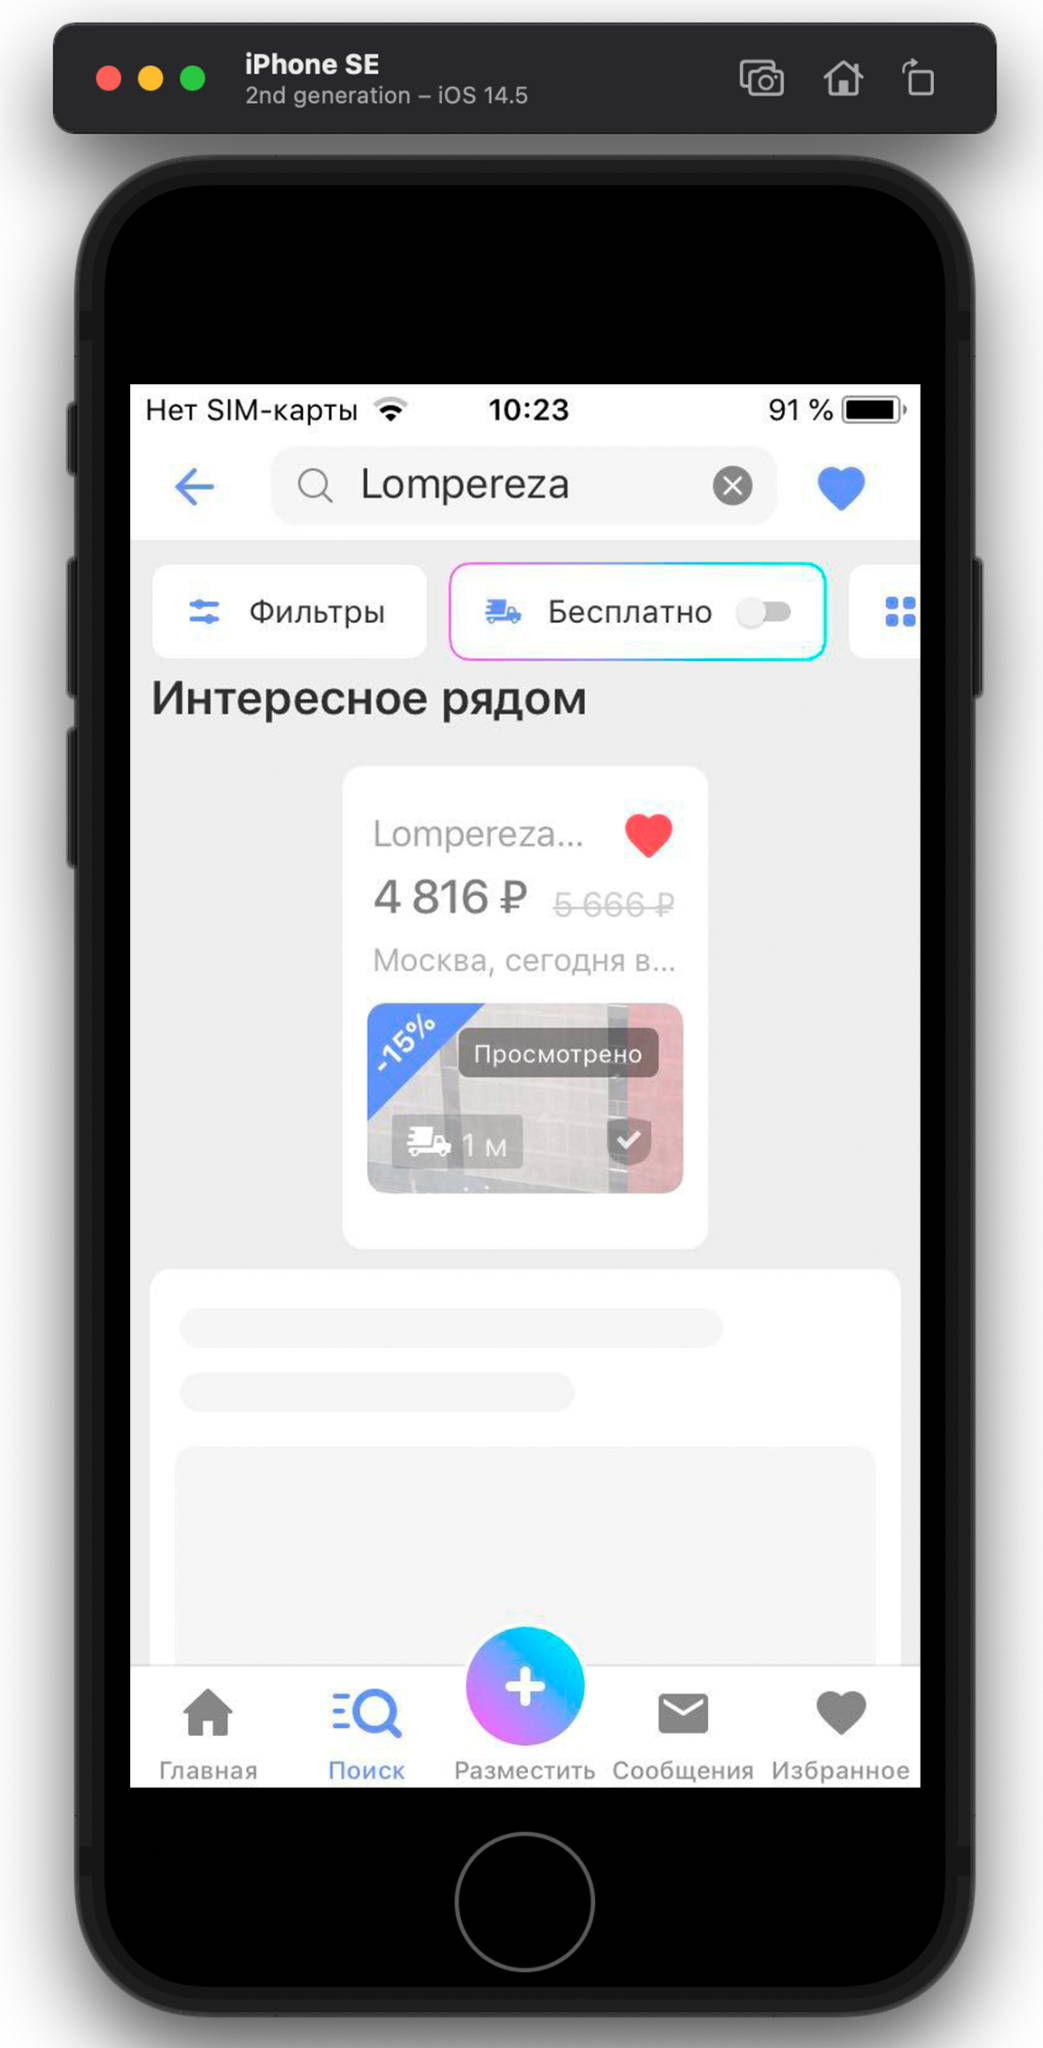 iPhone SE
2nd generation – iOS 14.5
Нет SIM-карты 10:23 91 %
Lompereza
Фильтры Бесплатно
Интересное рядом
Lompereza...
4 816 ₽ 5 666 ₽
Москва, сегодня в...
-15%
Просмотрено
1 м
Главная Поиск Разместить Сообщения Избранное